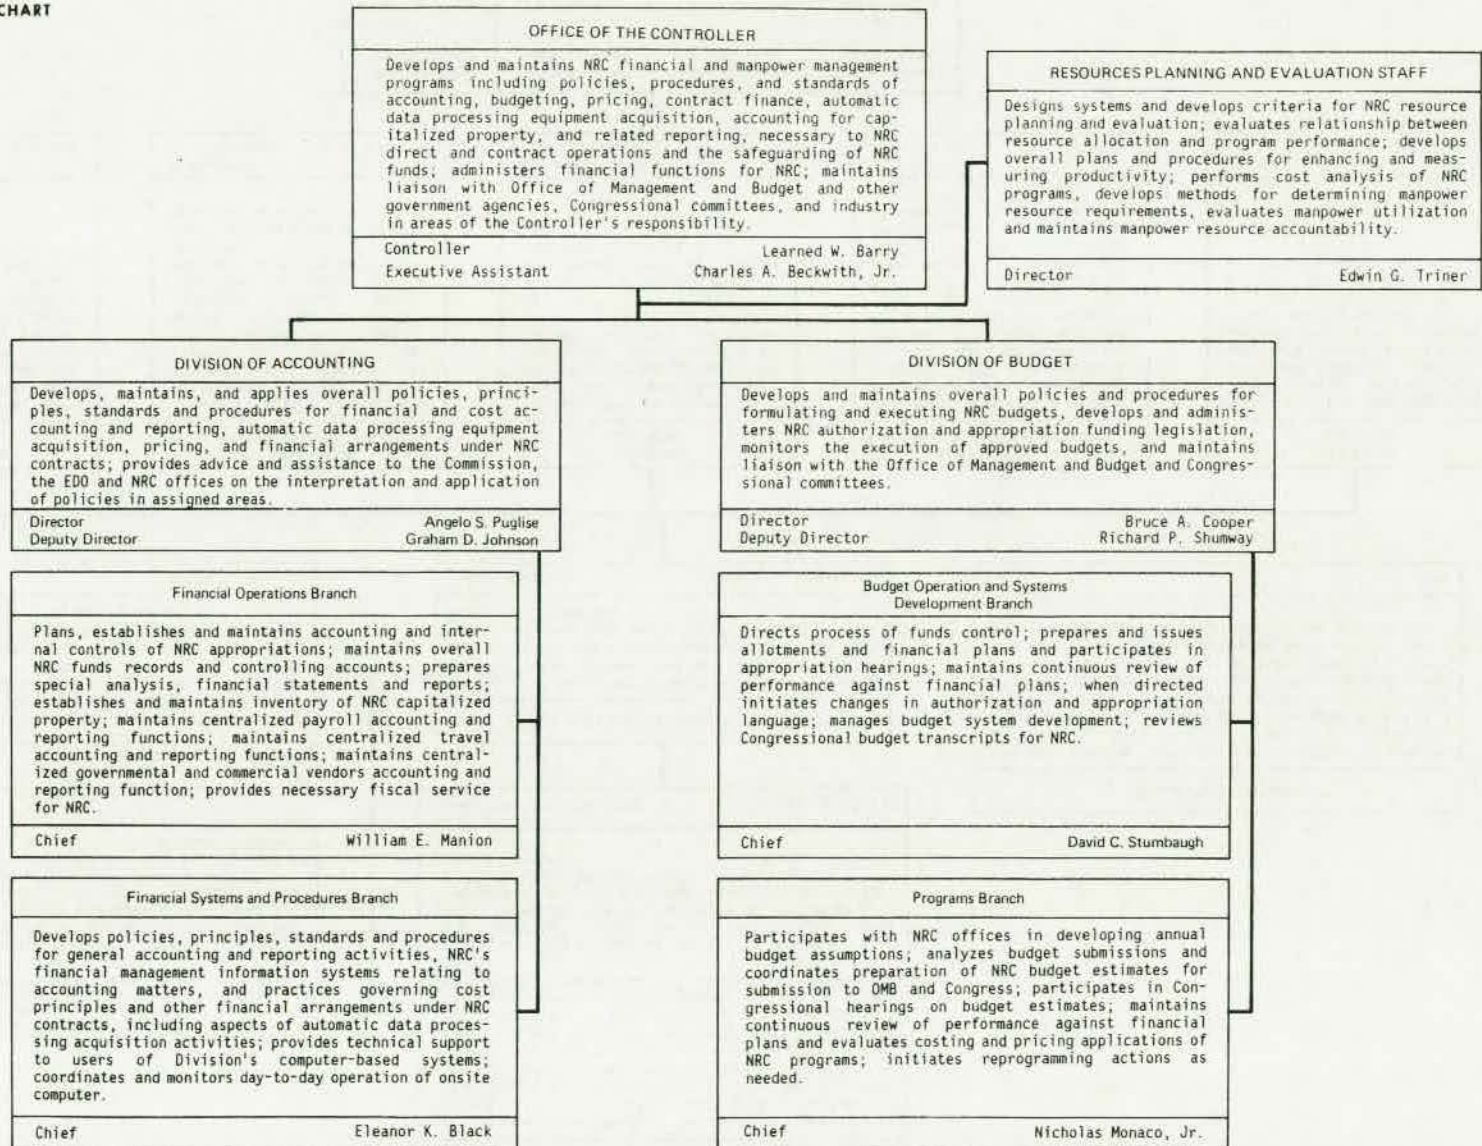 CHART
OFFICE OF THE CONTROLLER
Develops and maintains NRC financial and manpower management
programs including policies, procedures, and standards of
accounting, budgeting, pricing, contract finance, automatic
data processing equipment acquisition, accounting for cap-
italized property, and related reporting, necessary to NRC
direct and contract operations and the safeguarding of NRC
funds; administers financial functions for NRC; maintains
liaison with Office of Management and Budget and other
government agencies, Congressional committees, and industry
in areas of the Controller's responsibility.
Controller Learned W. Barry
Executive Assistant Charles A. Beckwith, Jr.
RESOURCES PLANNING AND EVALUATION STAFF
Designs systems and develops criteria for NRC resource
planning and evaluation; evaluates relationship between
resource allocation and program performance; develops
overall plans and procedures for enhancing and meas-
uring productivity; performs cost analysis of NRC
programs, develops methods for determining manpower
resource requirements, evaluates manpower utilization
and maintains manpower resource accountability.
Director Edwin G. Triner
DIVISION OF ACCOUNTING
Develops, maintains, and applies overall policies, princi-
ples, standards and procedures for financial and cost ac-
counting and reporting, automatic data processing equipment
acquisition, pricing, and financial arrangements under NRC
contracts; provides advice and assistance to the Commission,
the EDO and NRC offices on the interpretation and application
of policies in assigned areas.
Director Angelo S. Puglise
Deputy Director Graham D. Johnson
DIVISION OF BUDGET
Develops and maintains overall policies and procedures for
formulating and executing NRC budgets, develops and adminis-
ters NRC authorization and appropriation funding legislation,
monitors the execution of approved budgets, and maintains
liaison with the Office of Management and Budget and Congres-
sional committees.
Director Bruce A. Cooper
Deputy Director Richard P. Shumway
Financial Operations Branch
Plans, establishes and maintains accounting and inter-
nal controls of NRC appropriations; maintains overall
NRC funds records and controlling accounts; prepares
special analysis, financial statements and reports;
establishes and maintains inventory of NRC capitalized
property; maintains centralized payroll accounting and
reporting functions; maintains centralized travel
accounting and reporting functions; maintains central-
ized governmental and commercial vendors accounting and
reporting function; provides necessary fiscal service
for NRC.
Chief William E. Manion
Budget Operation and Systems
Development Branch
Directs process of funds control; prepares and issues
allotments and financial plans and participates in
appropriation hearings; maintains continuous review of
performance against financial plans; when directed
initiates changes in authorization and appropriation
language; manages budget system development; reviews
Congressional budget transcripts for NRC.
Chief David C. Stumbaugh
Financial Systems and Procedures Branch
Develops policies, principles, standards and procedures
for general accounting and reporting activities, NRC's
financial management information systems relating to
accounting matters, and practices governing cost
principles and other financial arrangements under NRC
contracts, including aspects of automatic data proces-
sing acquisition activities; provides technical support
to users of Division's computer-based systems;
coordinates and monitors day-to-day operation of onsite
computer.
Chief Eleanor K. Black
Programs Branch
Participates with NRC offices in developing annual
budget assumptions; analyzes budget submissions and
coordinates preparation of NRC budget estimates for
submission to OMB and Congress; participates in Con-
gressional hearings on budget estimates; maintains
continuous review of performance against financial
plans and evaluates costing and pricing applications of
NRC programs; initiates reprogramming actions as
needed.
Chief Nicholas Monaco, Jr.